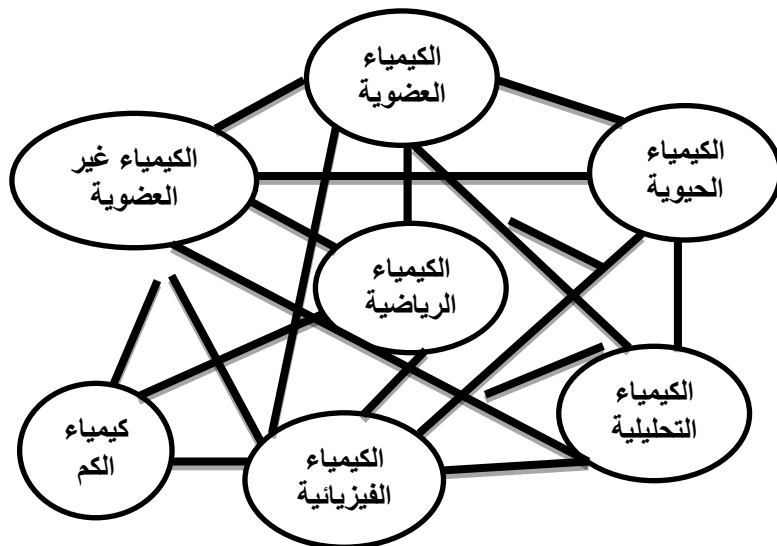 الكيمياء
العضوية
الكيمياء
الحيوية
الكيمياء غير
العضوية
الكيمياء
الرياضية
الكيمياء
التحليلية
كيمياء
الكم
الكيمياء
الفيزيائية